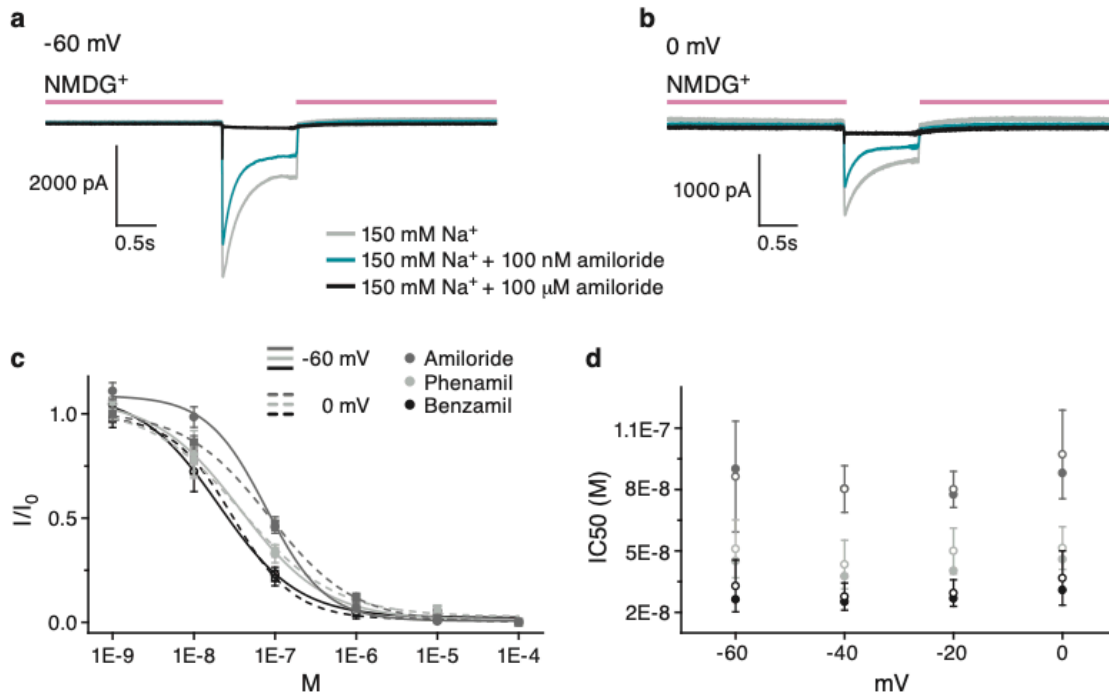 a
-60 mV
NMDG⁺
2000 pA
0.5s
b
0 mV
NMDG⁺
1000 pA
0.5s
150 mM Na⁺
150 mM Na⁺ + 100 nM amiloride
150 mM Na⁺ + 100 μM amiloride
c
-60 mV
0 mV
Amiloride
Phenamil
Benzamil
I/I₀
1.0
0.5
0.0
1E-9 1E-8 1E-7 1E-6 1E-5 1E-4
M
d
IC50 (M)
1.1E-7
8E-8
5E-8
2E-8
-60 -40 -20 0
mV